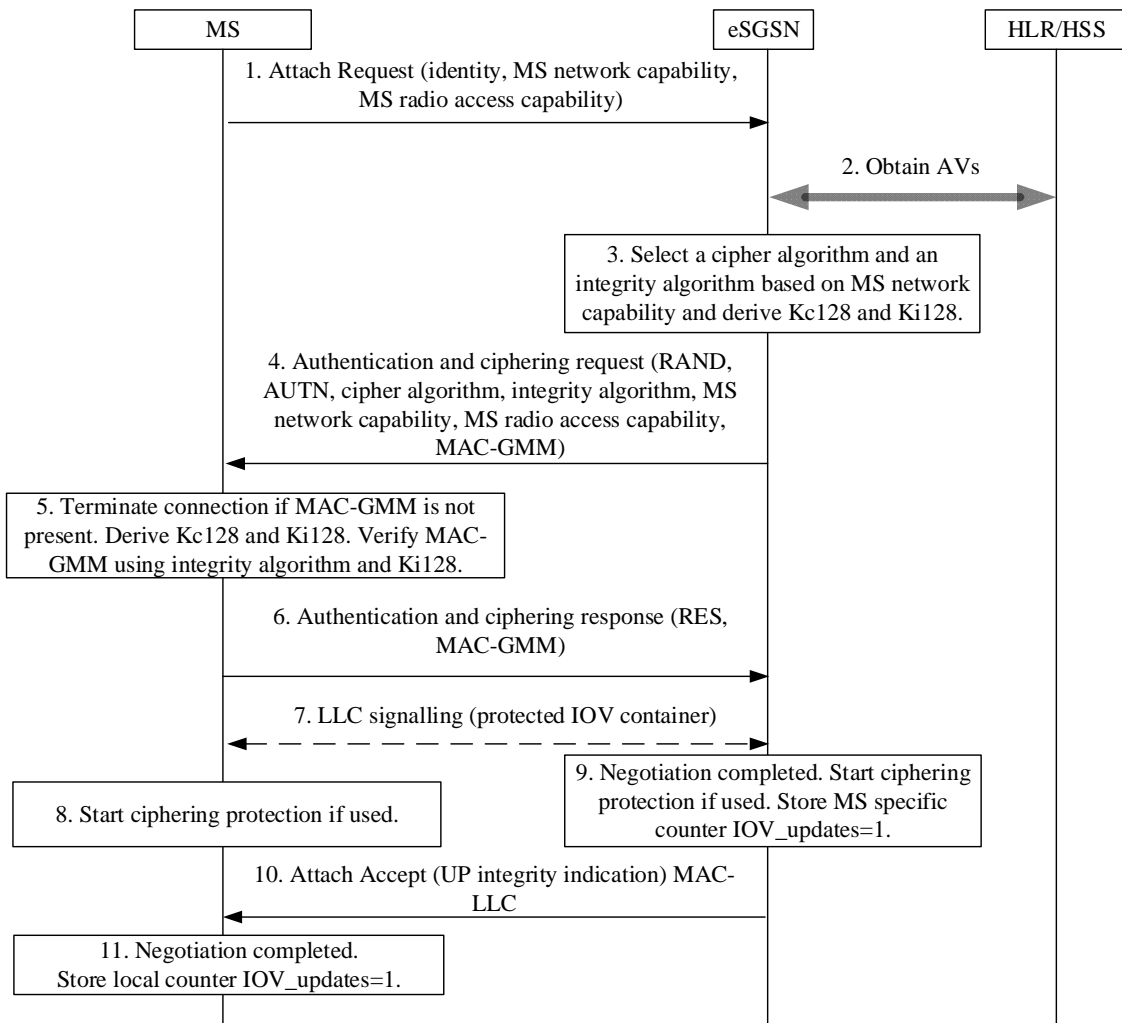 MS
eSGSN
HLR/HSS
1. Attach Request (identity, MS network capability,
MS radio access capability)
2. Obtain AVs
3. Select a cipher algorithm and an
integrity algorithm based on MS network
capability and derive Kc128 and Ki128.
4. Authentication and ciphering request (RAND,
AUTN, cipher algorithm, integrity algorithm, MS
network capability, MS radio access capability,
MAC-GMM)
5. Terminate connection if MAC-GMM is not
present. Derive Kc128 and Ki128. Verify MAC-
GMM using integrity algorithm and Ki128.
6. Authentication and ciphering response (RES,
MAC-GMM)
7. LLC signalling (protected IOV container)
8. Start ciphering protection if used.
9. Negotiation completed. Start ciphering
protection if used. Store MS specific
counter IOV_updates=1.
10. Attach Accept (UP integrity indication) MAC-
LLC
11. Negotiation completed.
Store local counter IOV_updates=1.